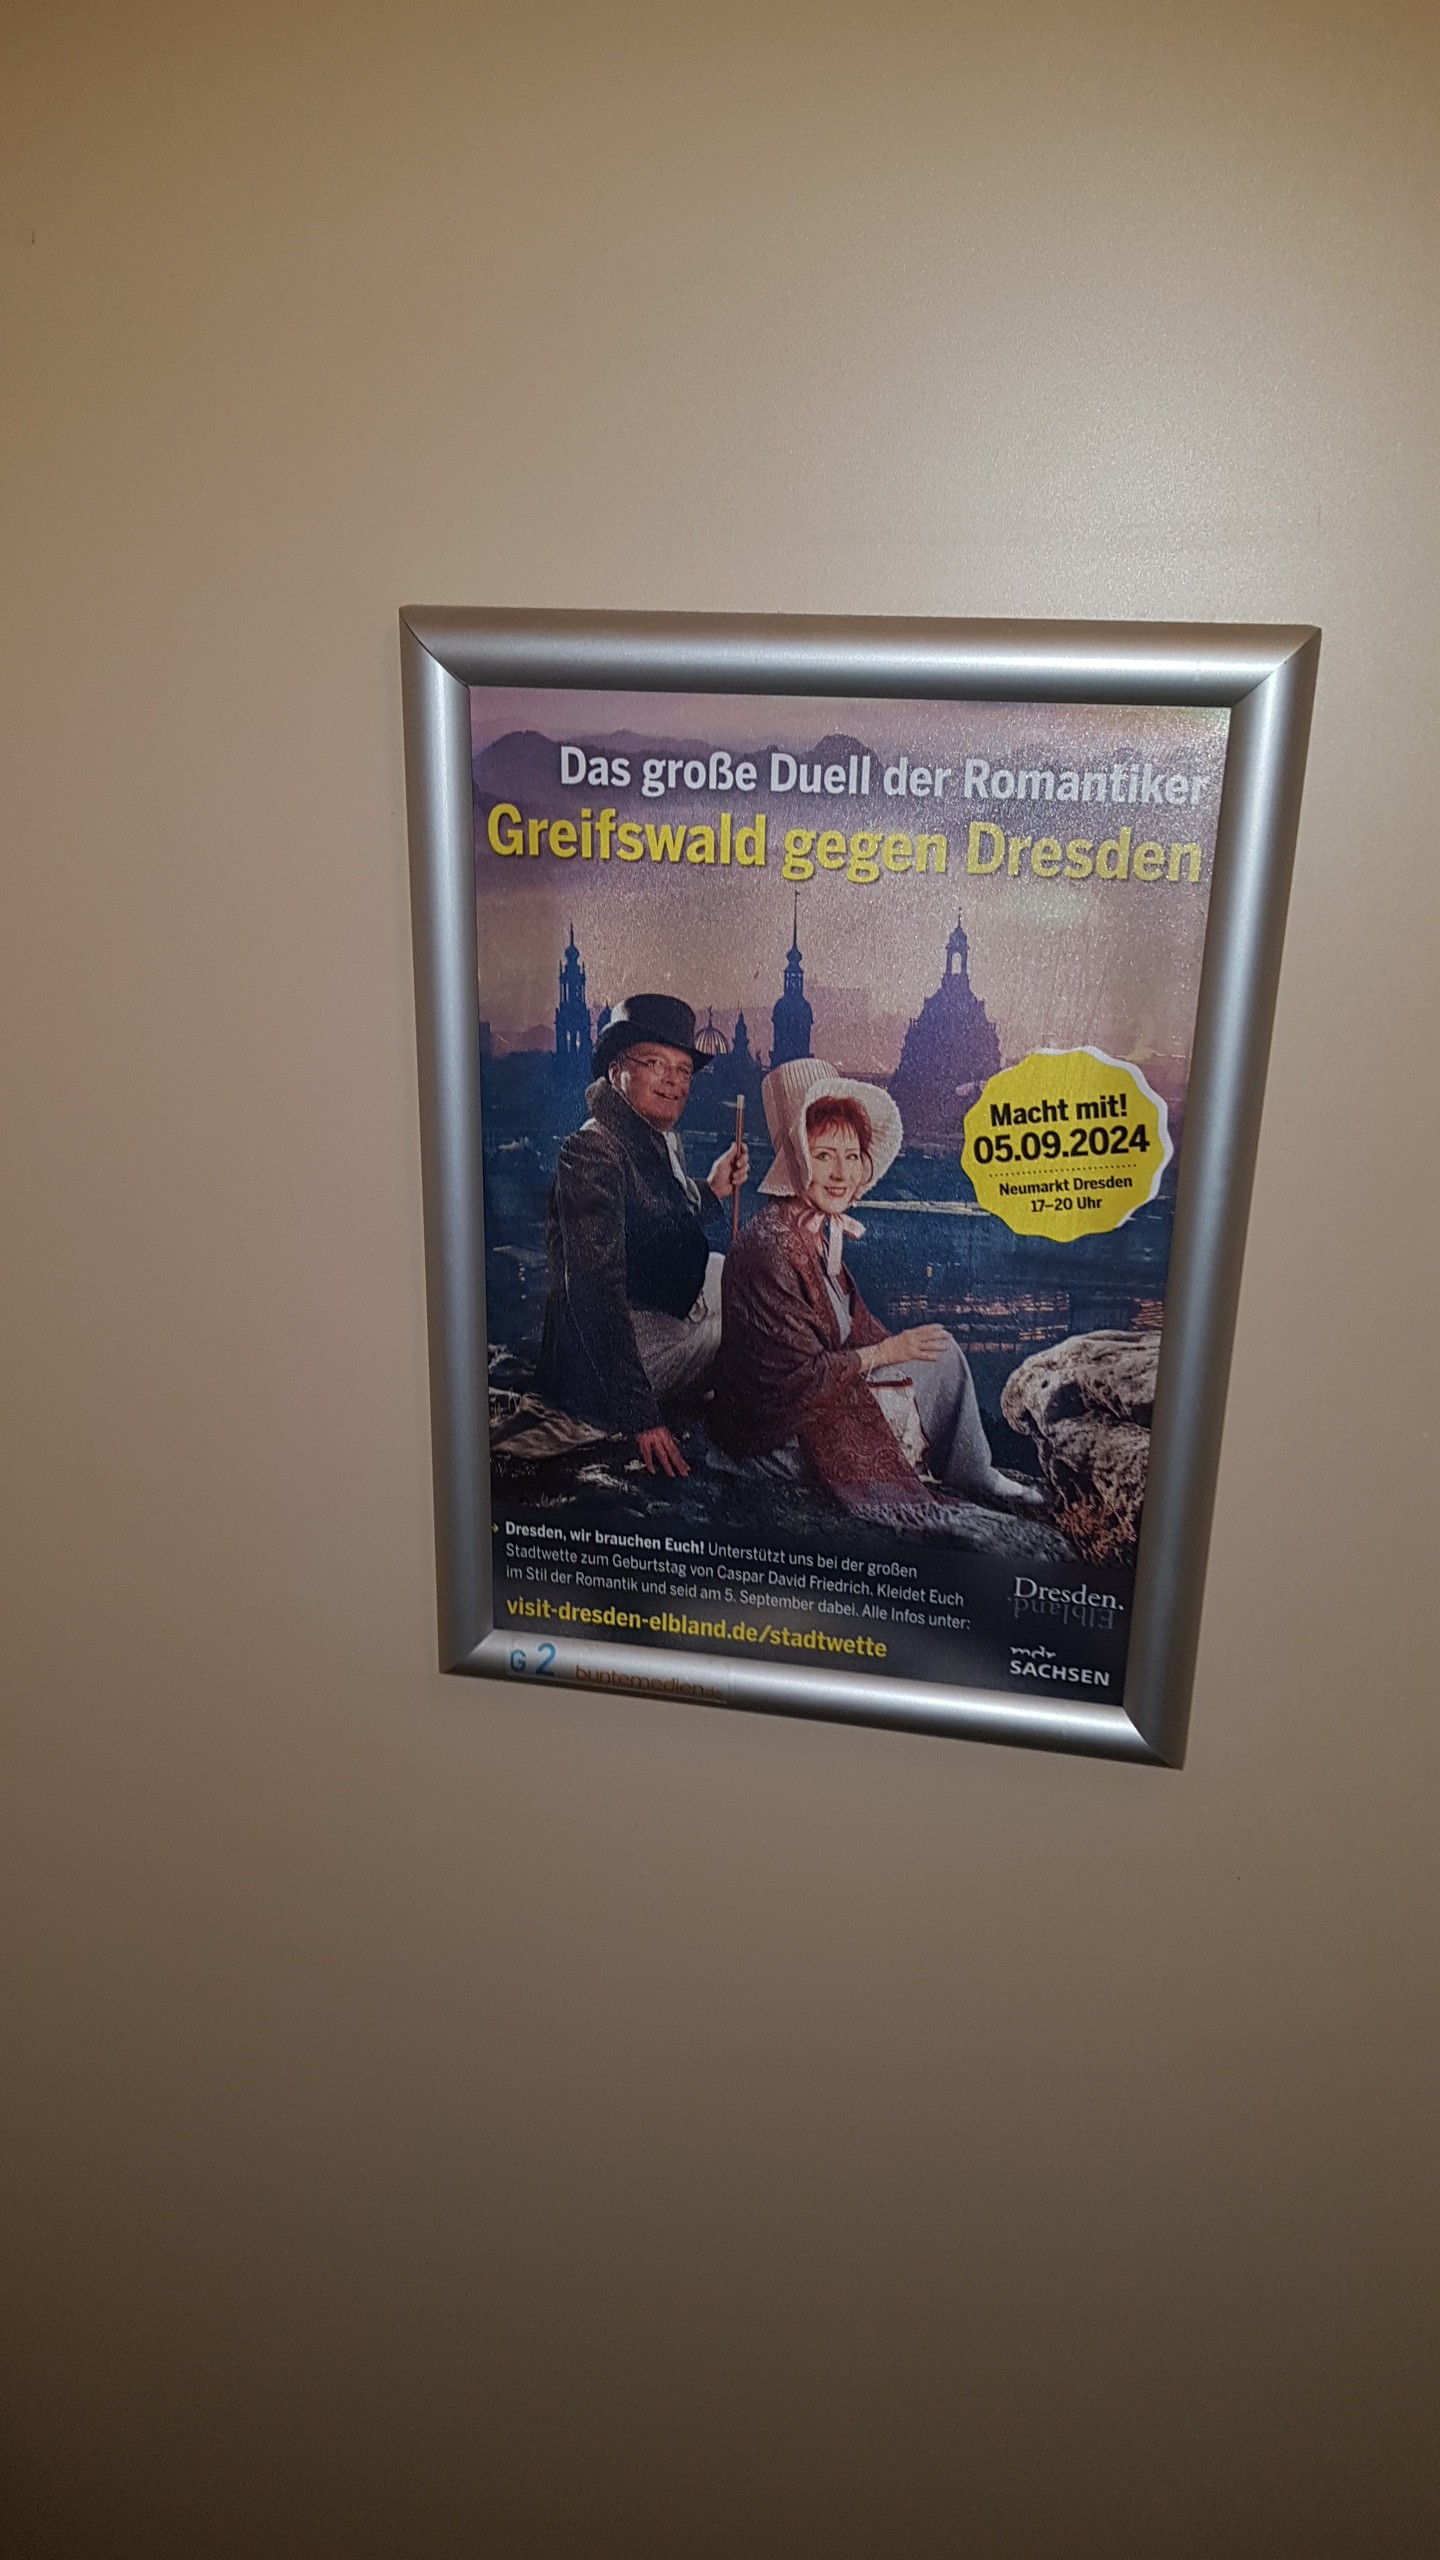 Das große Duell der Romantiker
Greifswald gegen Dresden
Macht mit!
05.09.2024
Neumarkt Dresden
17–20 Uhr
Dresden, wir brauchen Euch! Unterstützt uns bei der großen
Stadtwette zum Geburtstag von Caspar David Friedrich. Kleidet Euch
im Stil der Romantik und seid am 5. September dabei. Alle Infos unter:
visit-dresden-elbland.de/stadtwette
Dresden.
Elbland.
mdr
SACHSEN
G 2 buntemedien.de